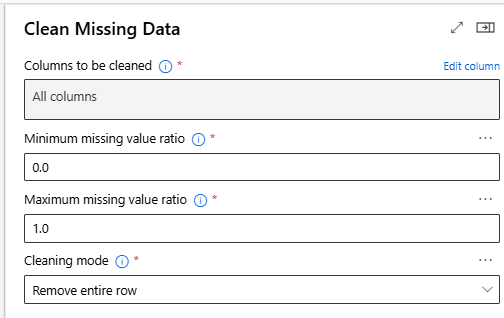 Clean Missing Data
Columns to be cleaned ⓘ *
Edit column
All columns
Minimum missing value ratio ⓘ * ...
0.0
Maximum missing value ratio ⓘ * ...
1.0
Cleaning mode ⓘ * ...
Remove entire row